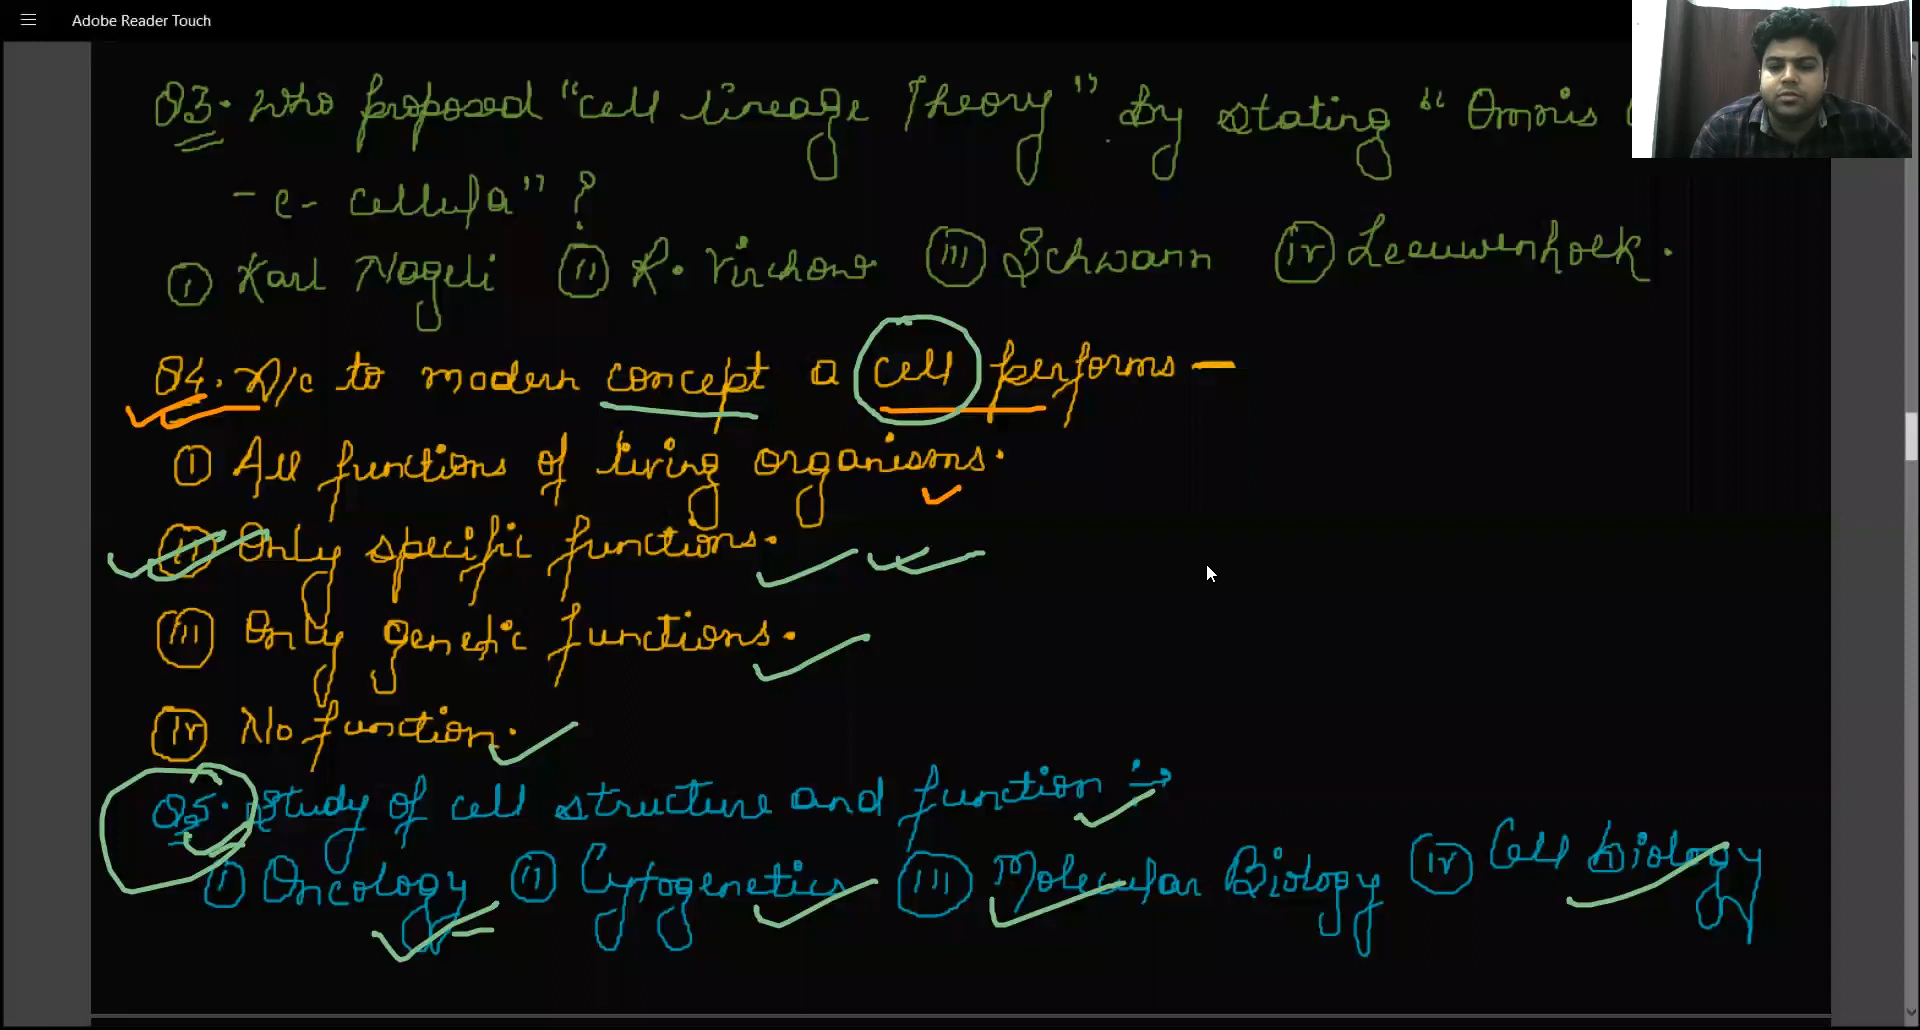 Adobe Reader Touch
Q3. Who proposed "cell lineage Theory" by stating "Omnis
- e- cellula" ?
(i) Karl Nageli (ii) R. Virchow (iii) Schwann (iv) Leeuwenhoek.
Q4. A/c to modern concept a cell performs —
(i) All functions of living organisms.
(ii) Only specific functions.
(iii) Only genetic functions.
(iv) No function.
Q5. Study of cell structure and function :→
(i) Oncology (ii) Cytogenetics (iii) Molecular Biology (iv) Cell biology